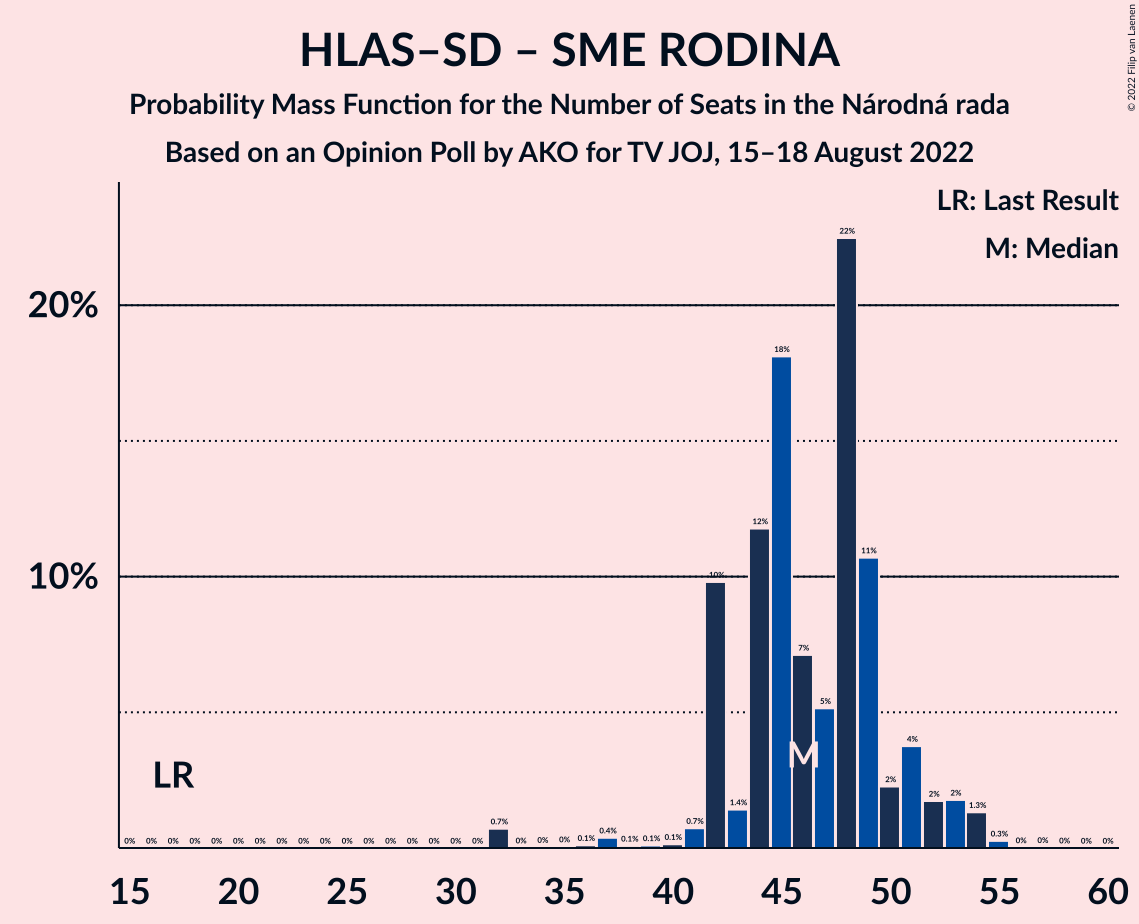 HLAS–SD – SME RODINA
Probability Mass Function for the Number of Seats in the Národná rada
Based on an Opinion Poll by AKO for TV JOJ, 15–18 August 2022
© 2022 Filip van Laenen
LR: Last Result
M: Median
20%
10%
LR
M
0% 0% 0% 0% 0% 0% 0% 0% 0% 0% 0% 0% 0% 0% 0% 0% 0% 0.7% 0% 0% 0% 0.1% 0.4% 0.1% 0.1% 0.1% 0.7% 10% 1.4% 12% 18% 7% 5% 22% 11% 2% 4% 2% 2% 1.3% 0.3% 0% 0% 0% 0% 0%
15 20 25 30 35 40 45 50 55 60